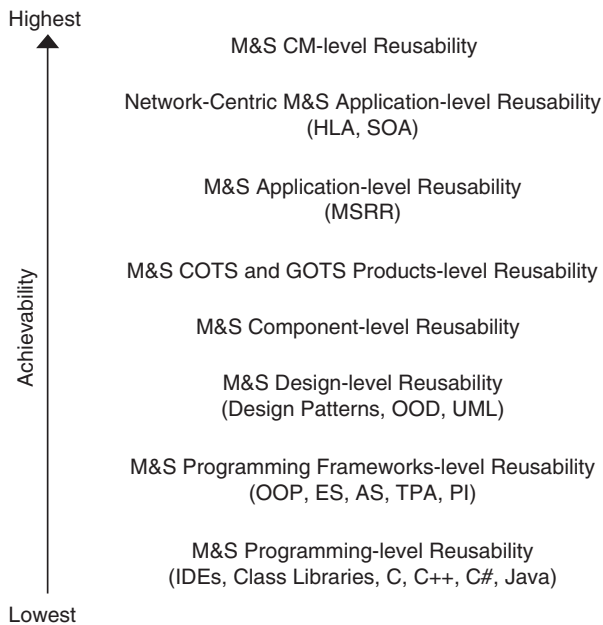 Highest
M&S CM-level Reusability
Network-Centric M&S Application-level Reusability
(HLA, SOA)
M&S Application-level Reusability
(MSRR)
M&S COTS and GOTS Products-level Reusability
Achievability
M&S Component-level Reusability
M&S Design-level Reusability
(Design Patterns, OOD, UML)
M&S Programming Frameworks-level Reusability
(OOP, ES, AS, TPA, PI)
M&S Programming-level Reusability
(IDEs, Class Libraries, C, C++, C#, Java)
Lowest